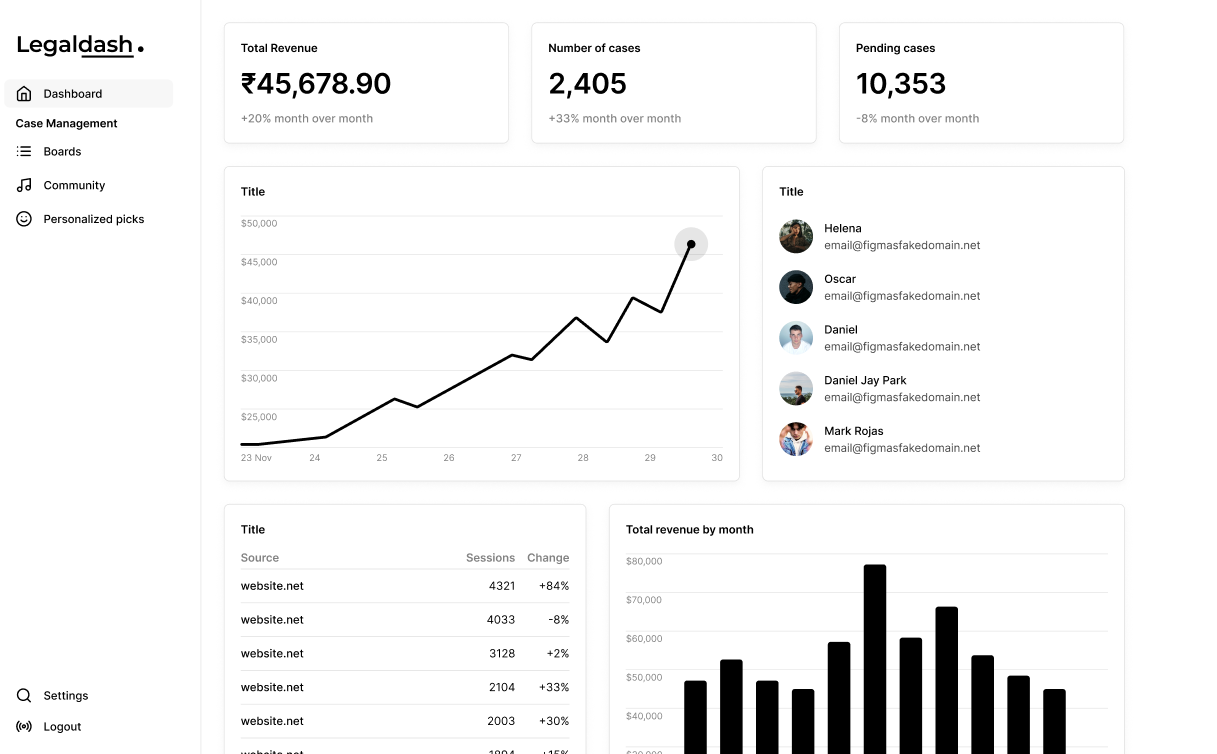 Legaldash.
Dashboard
Case Management
Boards
Community
Personalized picks
Settings
Logout
Total Revenue
₹45,678.90
+20% month over month
Number of cases
2,405
+33% month over month
Pending cases
10,353
-8% month over month
Title
$50,000
$45,000
$40,000
$35,000
$30,000
$25,000
23 Nov 24 25 26 27 28 29 30
Title
Helena
email@figmasfakedomain.net
Oscar
email@figmasfakedomain.net
Daniel
email@figmasfakedomain.net
Daniel Jay Park
email@figmasfakedomain.net
Mark Rojas
email@figmasfakedomain.net
Title
Source Sessions Change
website.net 4321 +84%
website.net 4033 -8%
website.net 3128 +2%
website.net 2104 +33%
website.net 2003 +30%
website.net 1894 +15%
Total revenue by month
$80,000
$70,000
$60,000
$50,000
$40,000
$30,000